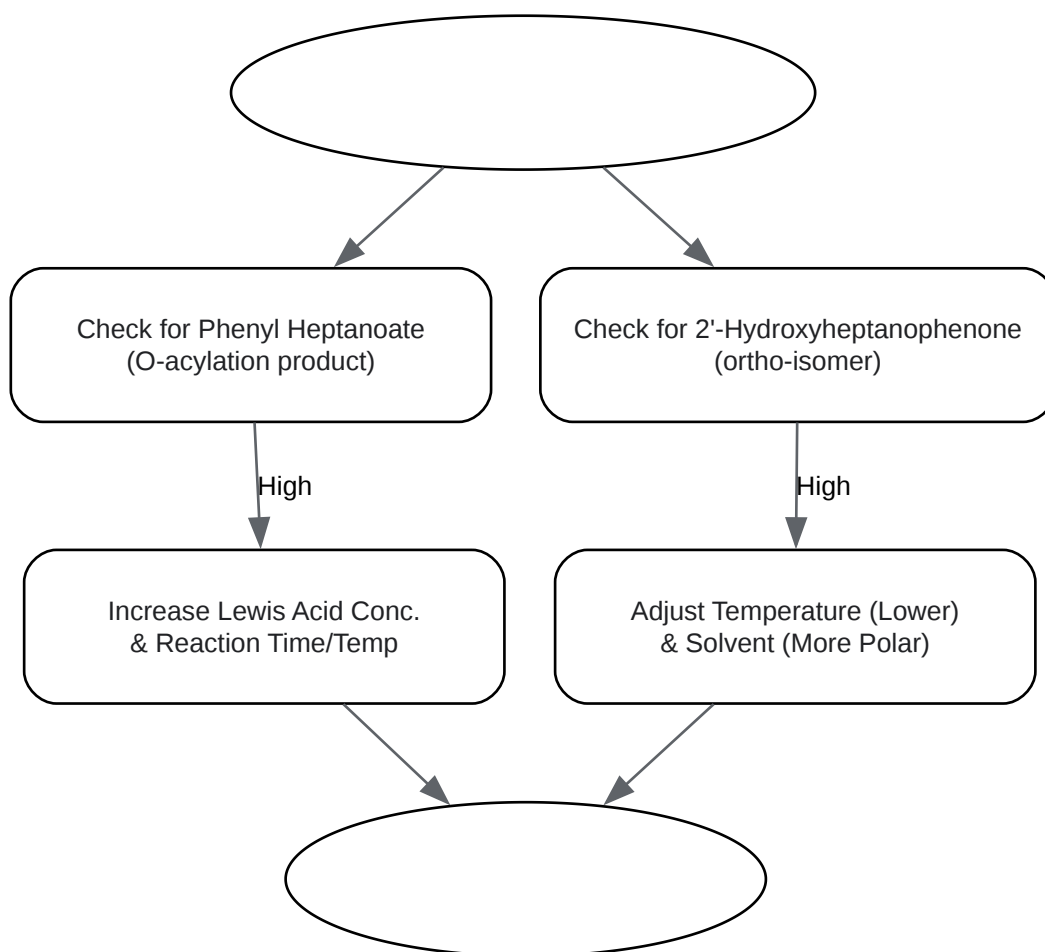 Check for Phenyl Heptanoate
(O-acylation product)
Check for 2'-Hydroxyheptanophenone
(ortho-isomer)
High
High
Increase Lewis Acid Conc.
& Reaction Time/Temp
Adjust Temperature (Lower)
& Solvent (More Polar)